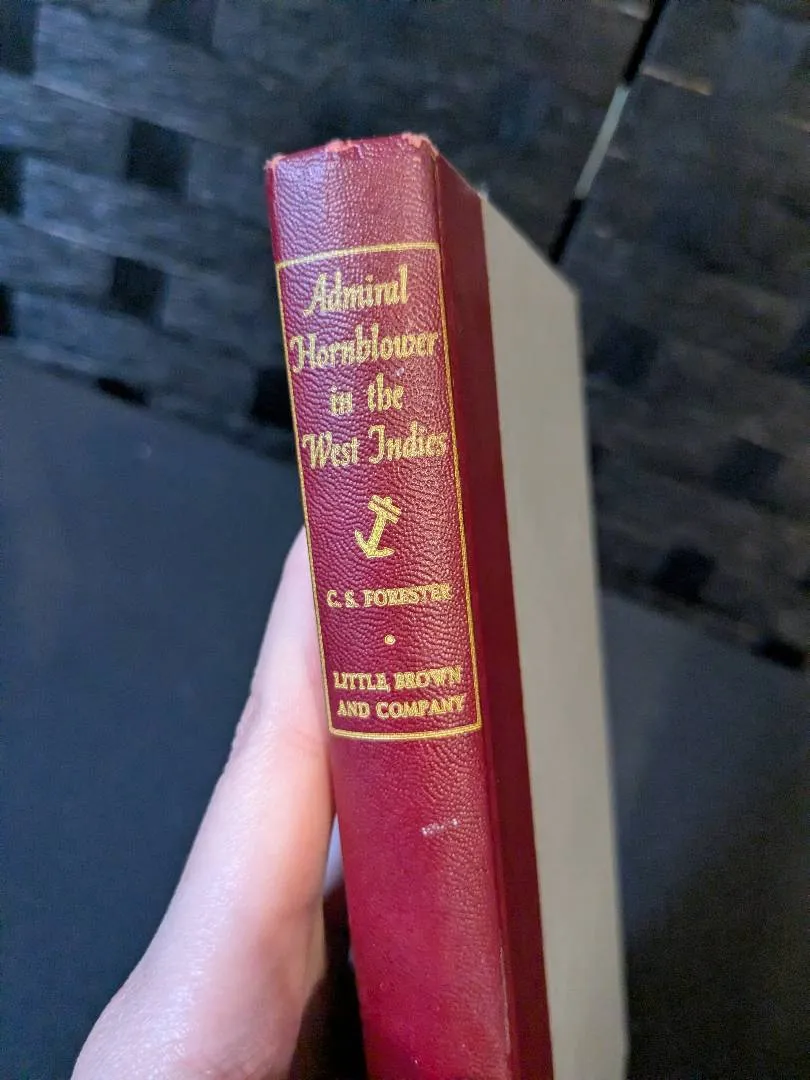 Admiral
Hornblower
in the
West Indies
C. S. FORESTER
LITTLE, BROWN
AND COMPANY